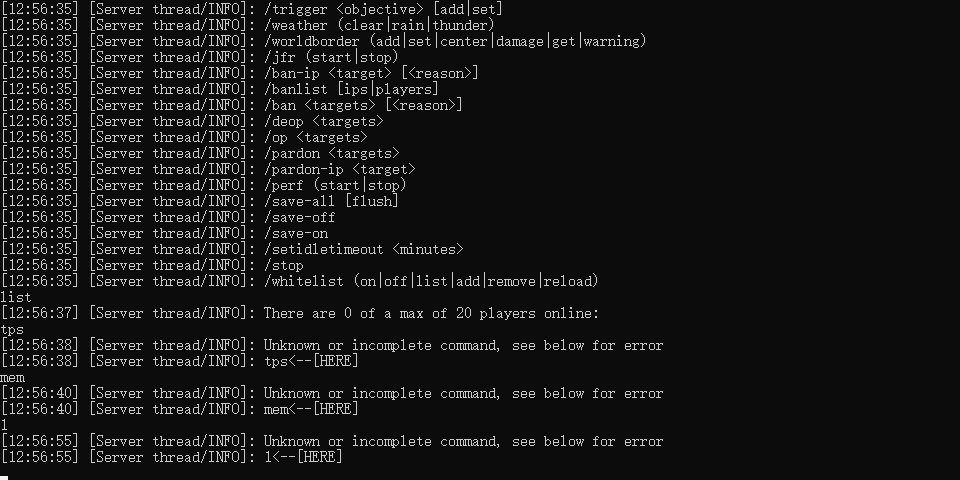 [12:56:35] [Server thread/INFO]: /trigger <objective> [add|set]
[12:56:35] [Server thread/INFO]: /weather (clear|rain|thunder)
[12:56:35] [Server thread/INFO]: /worldborder (add|set|center|damage|get|warning)
[12:56:35] [Server thread/INFO]: /jfr (start|stop)
[12:56:35] [Server thread/INFO]: /ban-ip <target> [<reason>]
[12:56:35] [Server thread/INFO]: /banlist [ips|players]
[12:56:35] [Server thread/INFO]: /ban <targets> [<reason>]
[12:56:35] [Server thread/INFO]: /deop <targets>
[12:56:35] [Server thread/INFO]: /op <targets>
[12:56:35] [Server thread/INFO]: /pardon <targets>
[12:56:35] [Server thread/INFO]: /pardon-ip <target>
[12:56:35] [Server thread/INFO]: /perf (start|stop)
[12:56:35] [Server thread/INFO]: /save-all [flush]
[12:56:35] [Server thread/INFO]: /save-off
[12:56:35] [Server thread/INFO]: /save-on
[12:56:35] [Server thread/INFO]: /setidletimeout <minutes>
[12:56:35] [Server thread/INFO]: /stop
[12:56:35] [Server thread/INFO]: /whitelist (on|off|list|add|remove|reload)
list
[12:56:37] [Server thread/INFO]: There are 0 of a max of 20 players online:
tps
[12:56:38] [Server thread/INFO]: Unknown or incomplete command, see below for error
[12:56:38] [Server thread/INFO]: tps<--[HERE]
mem
[12:56:40] [Server thread/INFO]: Unknown or incomplete command, see below for error
[12:56:40] [Server thread/INFO]: mem<--[HERE]
l
[12:56:55] [Server thread/INFO]: Unknown or incomplete command, see below for error
[12:56:55] [Server thread/INFO]: l<--[HERE]